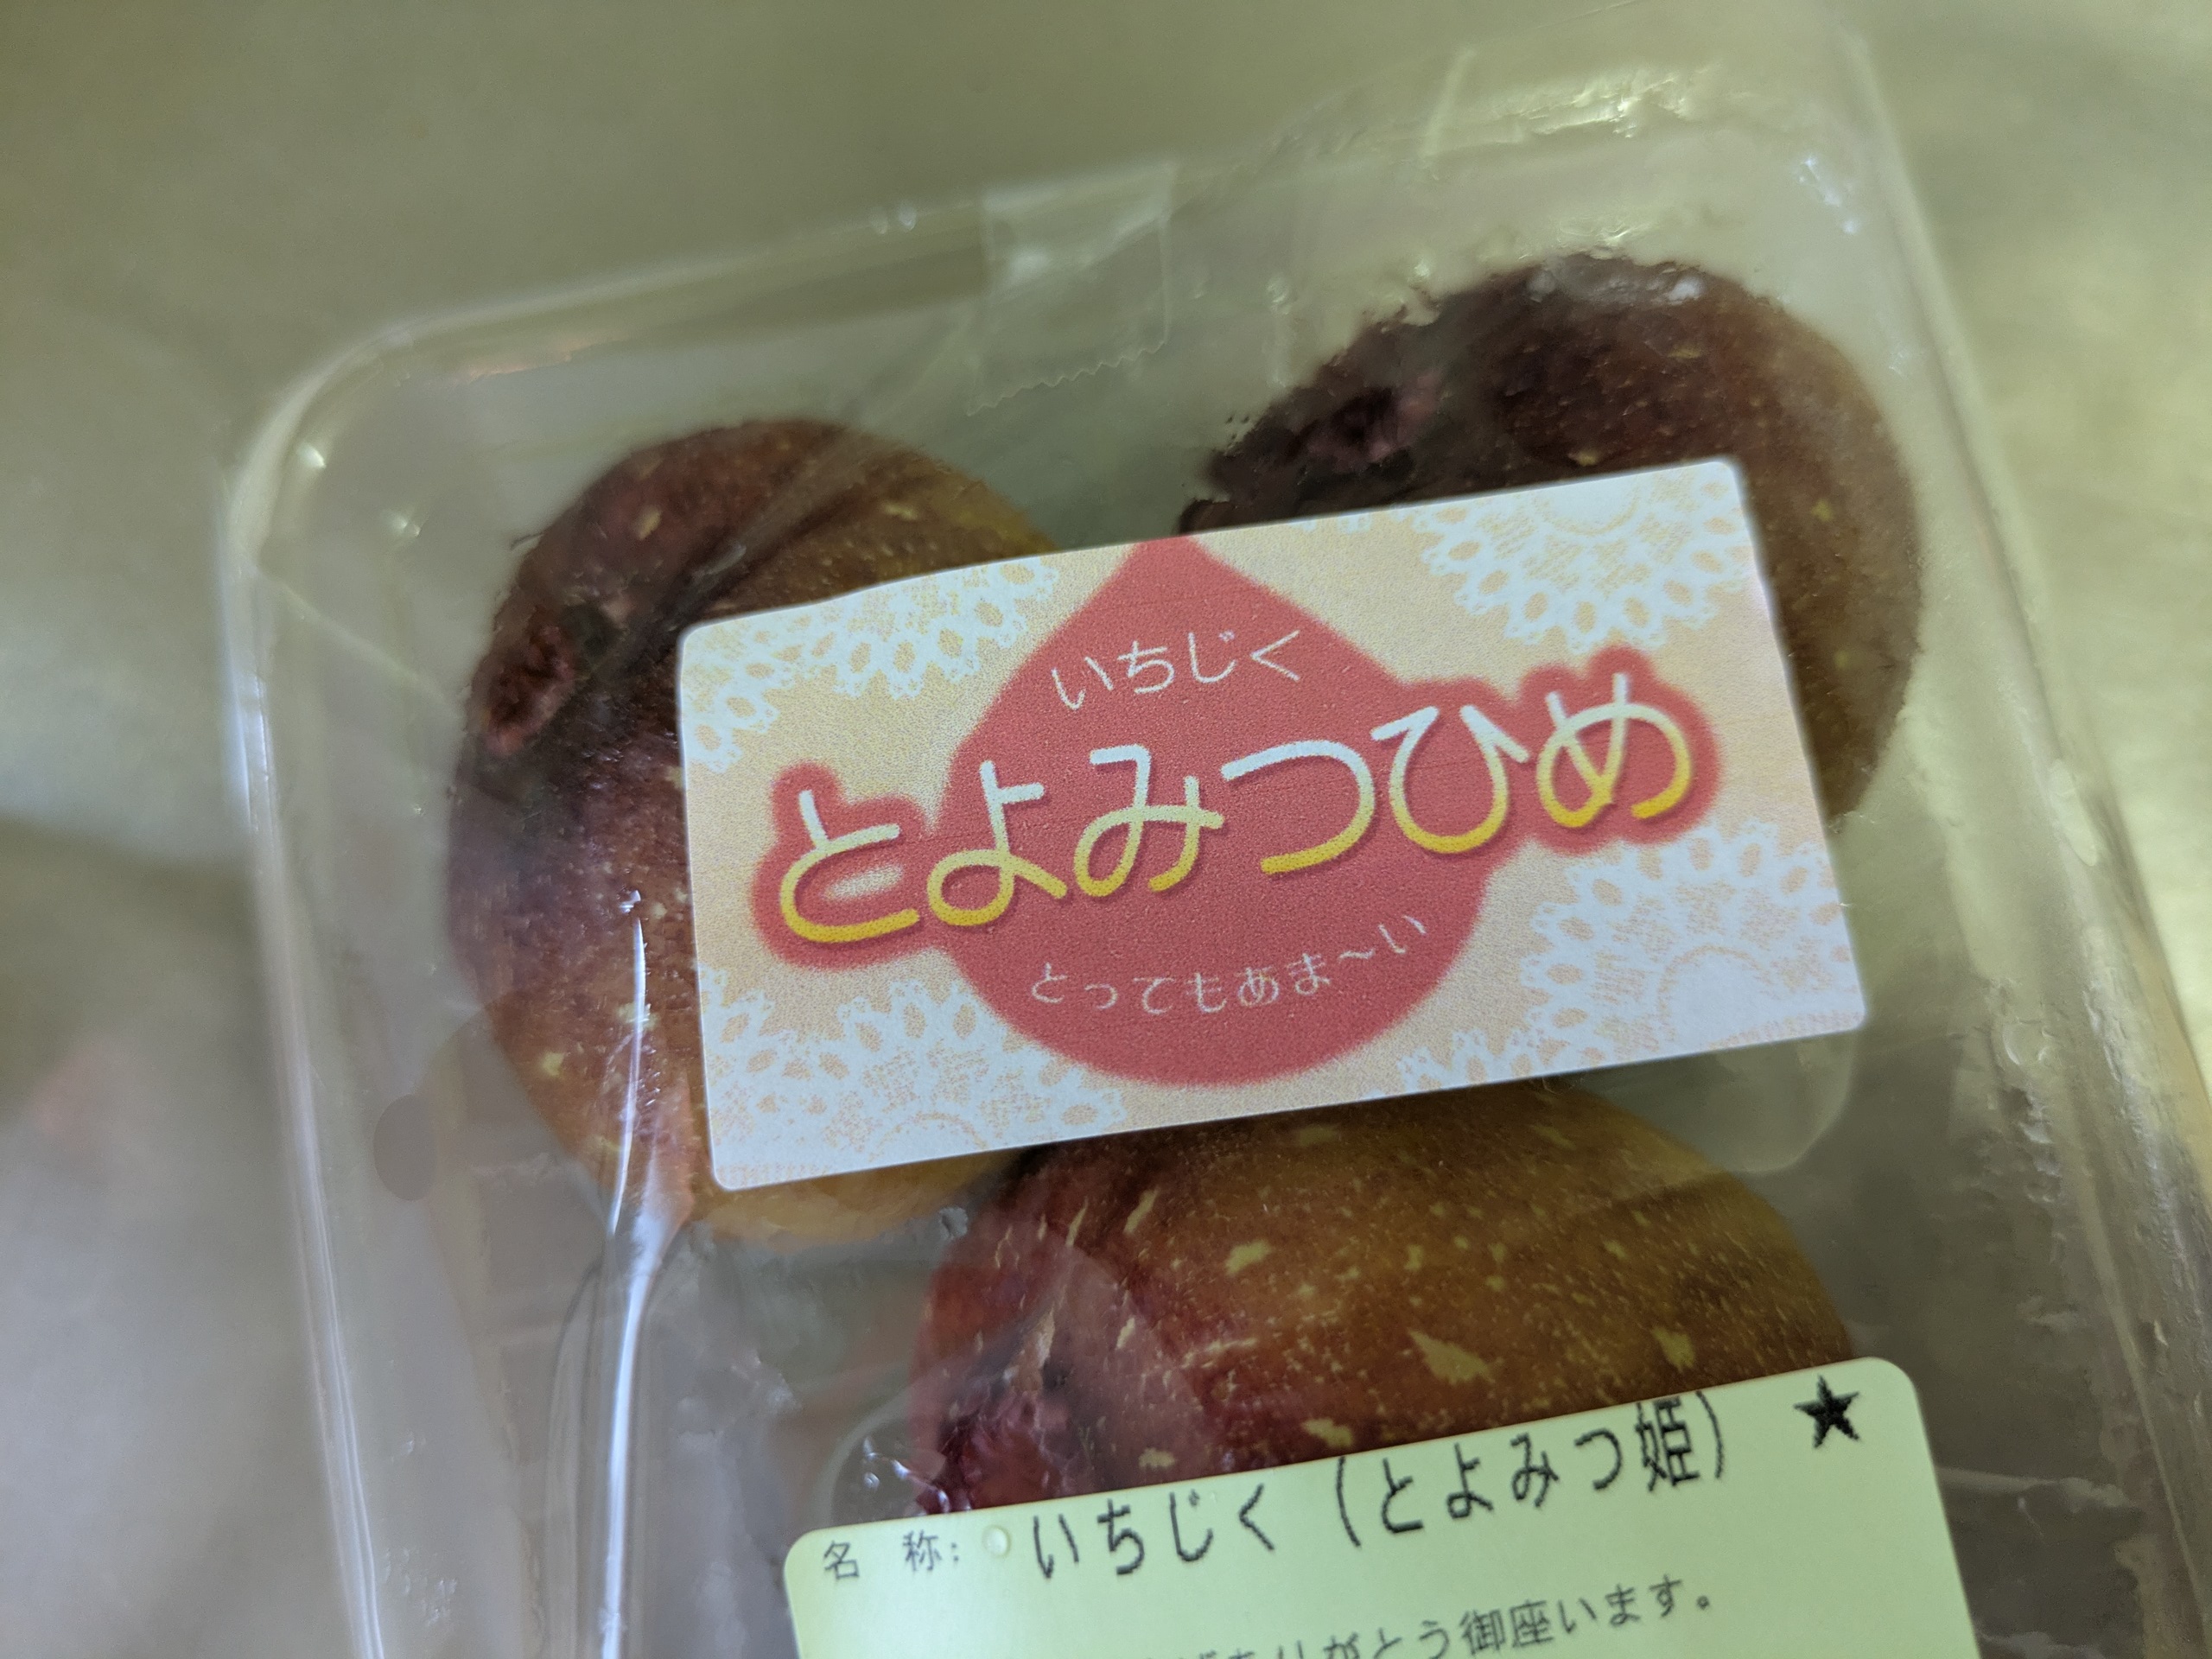 いちじく
とよみつひめ
とってもあま〜い
名 称: いちじく（とよみつ姫） ★
ありがとう御座います。